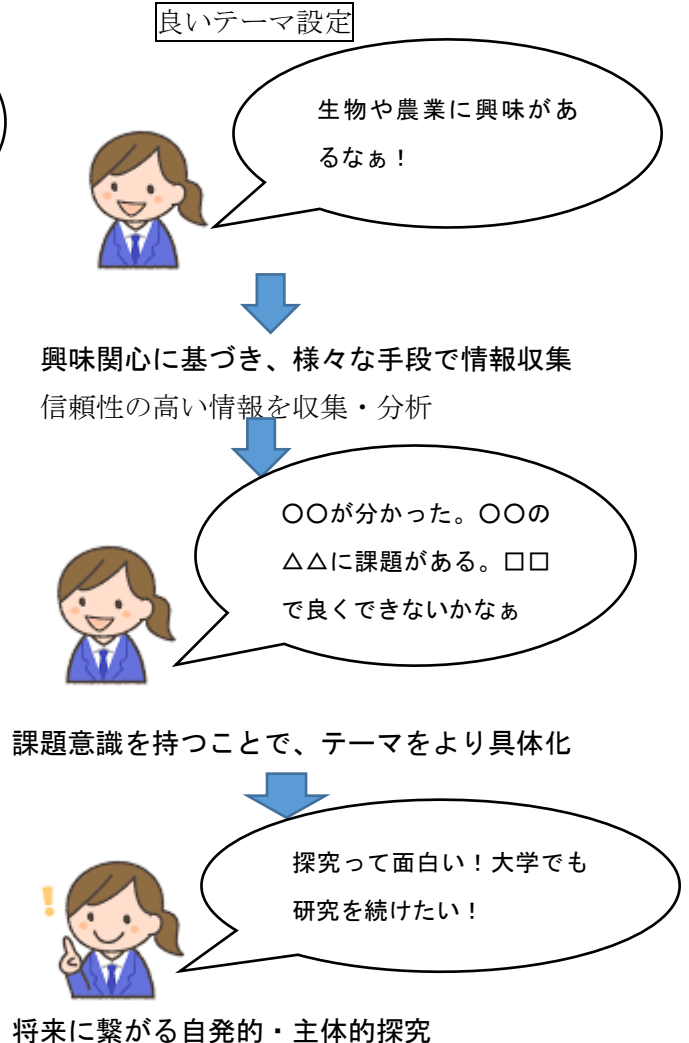 良いテーマ設定
生物や農業に興味があ
るなぁ！
興味関心に基づき、様々な手段で情報収集
信頼性の高い情報を収集・分析
〇〇が分かった。〇〇の
△△に課題がある。□□
で良くできないかなぁ
課題意識を持つことで、テーマをより具体化
探究って面白い！大学でも
研究を続けたい！
将来に繋がる自発的・主体的探究